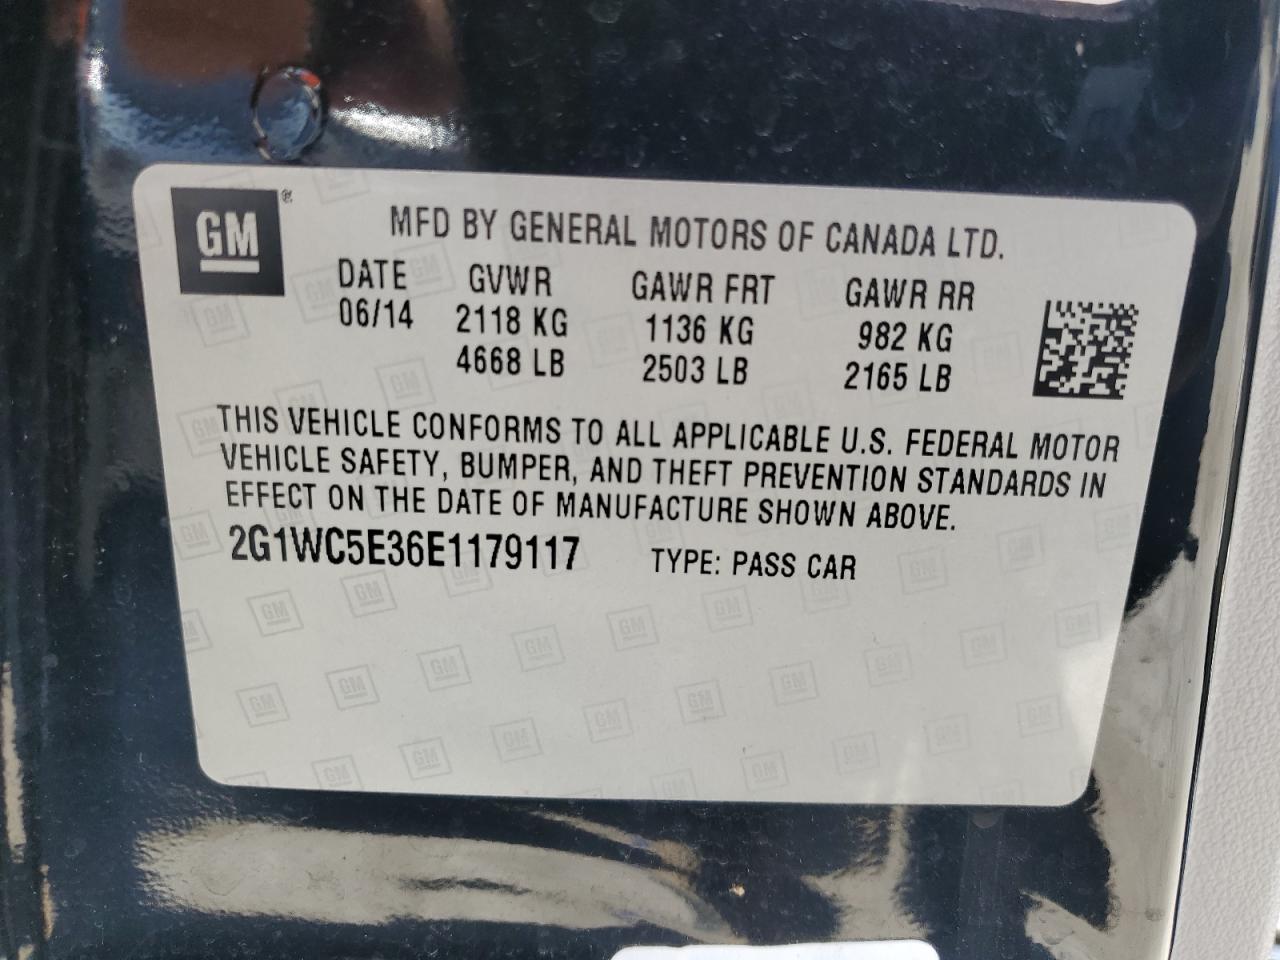 GM®
MFD BY GENERAL MOTORS OF CANADA LTD.
DATE GVWR GAWR FRT GAWR RR
06/14 2118 KG 1136 KG 982 KG
4668 LB 2503 LB 2165 LB
THIS VEHICLE CONFORMS TO ALL APPLICABLE U.S. FEDERAL MOTOR
VEHICLE SAFETY, BUMPER, AND THEFT PREVENTION STANDARDS IN
EFFECT ON THE DATE OF MANUFACTURE SHOWN ABOVE.
2G1WC5E36E1179117 TYPE: PASS CAR